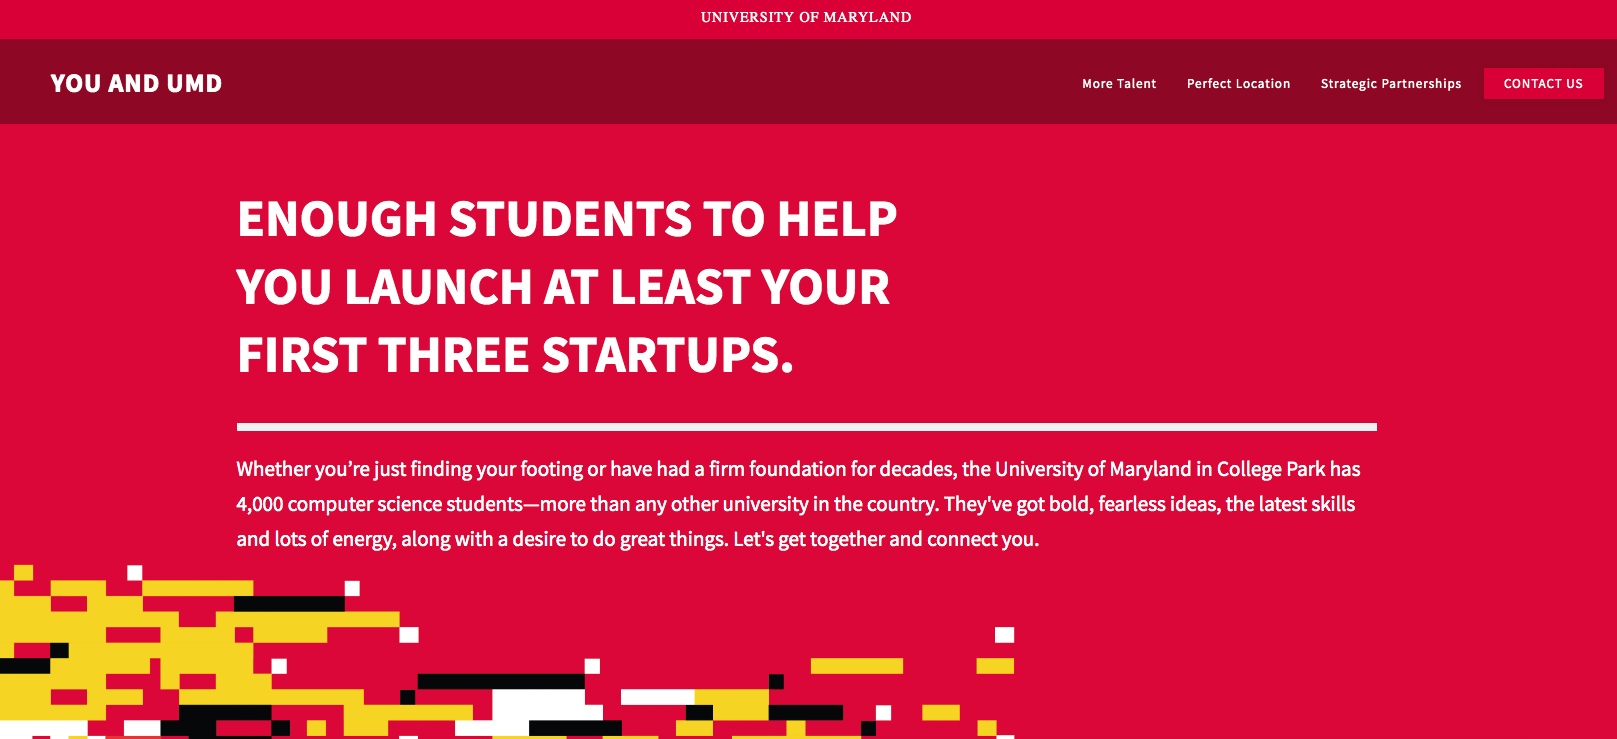 UNIVERSITY OF MARYLAND
YOU AND UMD
More Talent
Perfect Location
Strategic Partnerships
CONTACT US
ENOUGH STUDENTS TO HELP
YOU LAUNCH AT LEAST YOUR
FIRST THREE STARTUPS.
Whether you’re just finding your footing or have had a firm foundation for decades, the University of Maryland in College Park has
4,000 computer science students—more than any other university in the country. They've got bold, fearless ideas, the latest skills
and lots of energy, along with a desire to do great things. Let's get together and connect you.